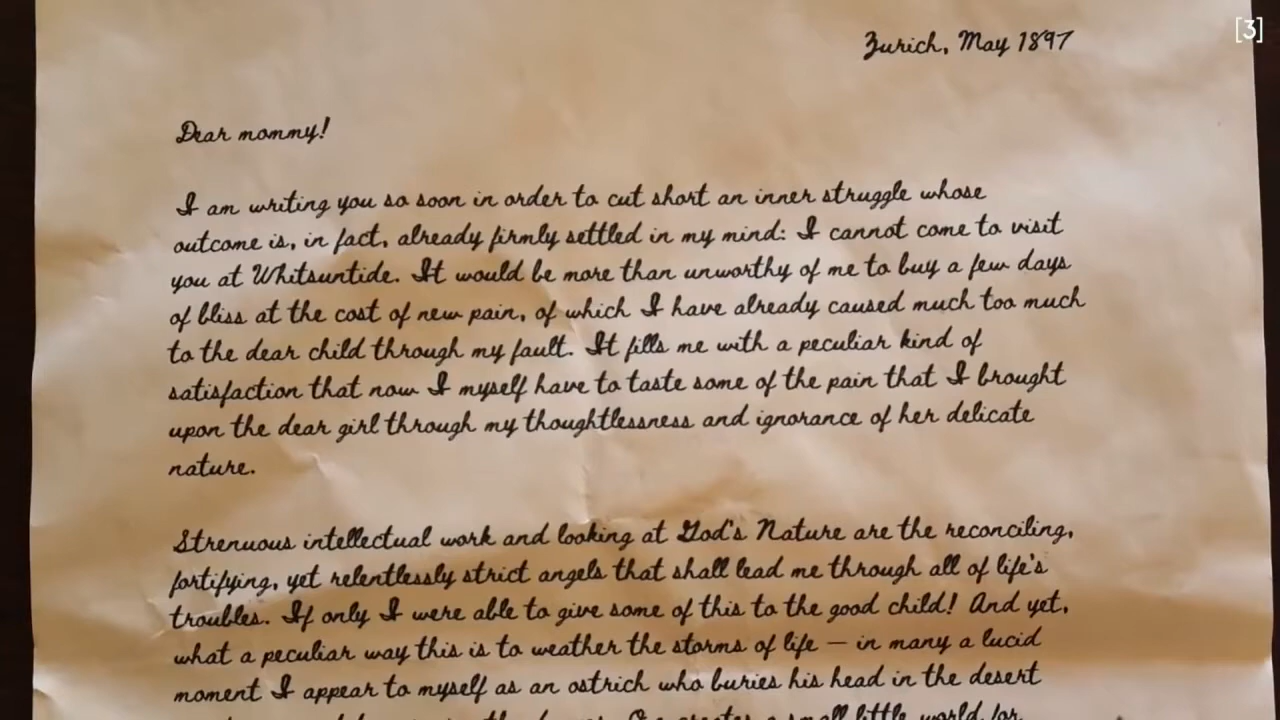 [3]
Zurich, May 1897
Dear mommy!
I am writing you so soon in order to cut short an inner struggle whose
outcome is, in fact, already firmly settled in my mind: I cannot come to visit
you at Whitsuntide. It would be more than unworthy of me to buy a few days
of bliss at the cost of new pain, of which I have already caused much too much
to the dear child through my fault. It fills me with a peculiar kind of
satisfaction that now I myself have to taste some of the pain that I brought
upon the dear girl through my thoughtlessness and ignorance of her delicate
nature.
Strenuous intellectual work and looking at God's Nature are the reconciling,
fortifying, yet relentlessly strict angels that shall lead me through all of life's
troubles. If only I were able to give some of this to the good child! And yet,
what a peculiar way this is to weather the storms of life — in many a lucid
moment I appear to myself as an ostrich who buries his head in the desert
a small little world for